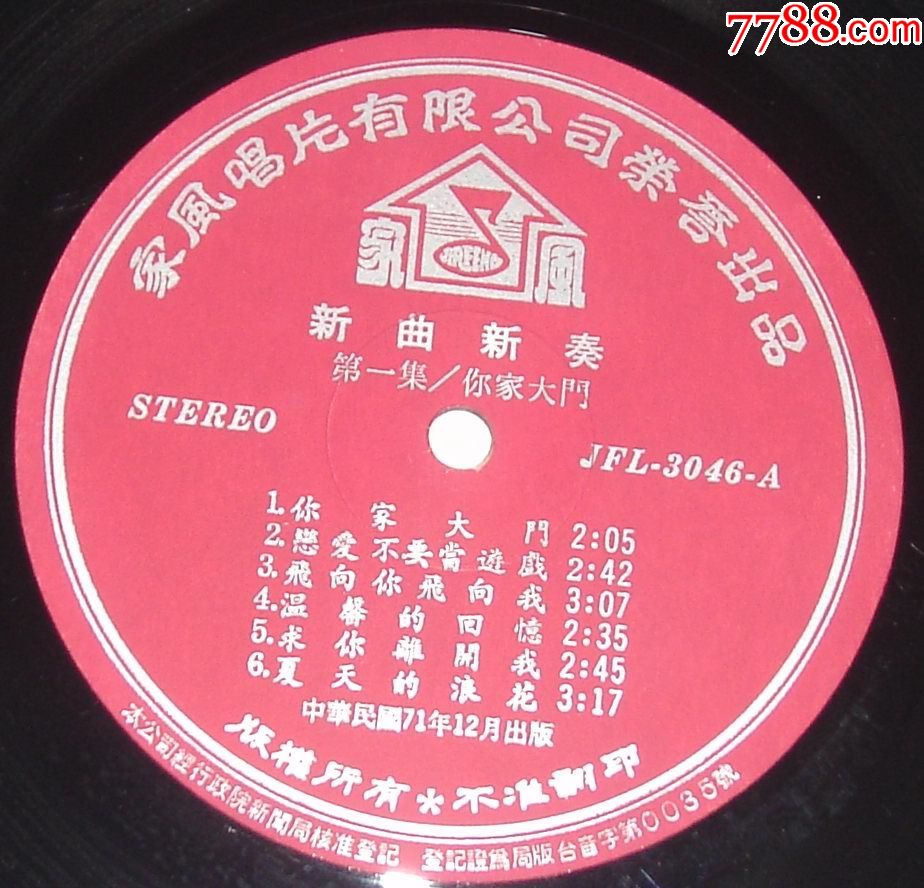 7788.com
家風唱片有限公司榮譽出品
家 風
新曲新奏
第一集/你家大門
STEREO
JFL-3046-A
1.你家大門 2:05
2.戀愛不要當遊戲 2:42
3.飛向你飛向我 3:07
4.溫馨的回憶 2:35
5.求你離開我 2:45
6.夏天的浪花 3:17
中華民國71年12月出版
版權所有*不准翻印
本公司經行政院新聞局核准登記 登記證為局版台音字第0035號